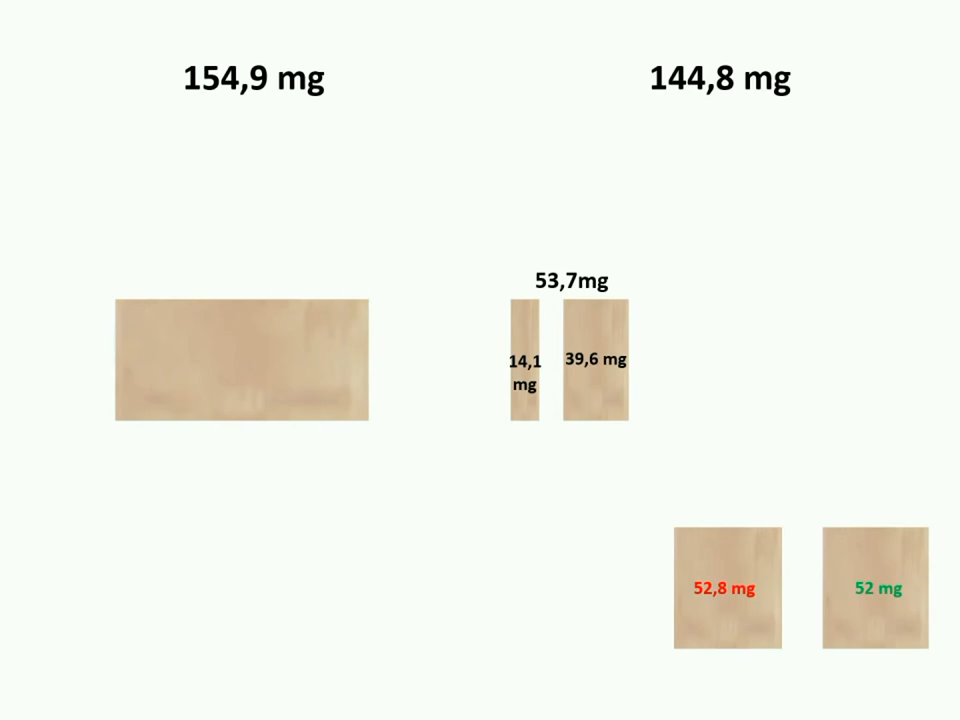 154,9 mg
144,8 mg
53,7mg
14,1
mg
39,6 mg
52,8 mg
52 mg